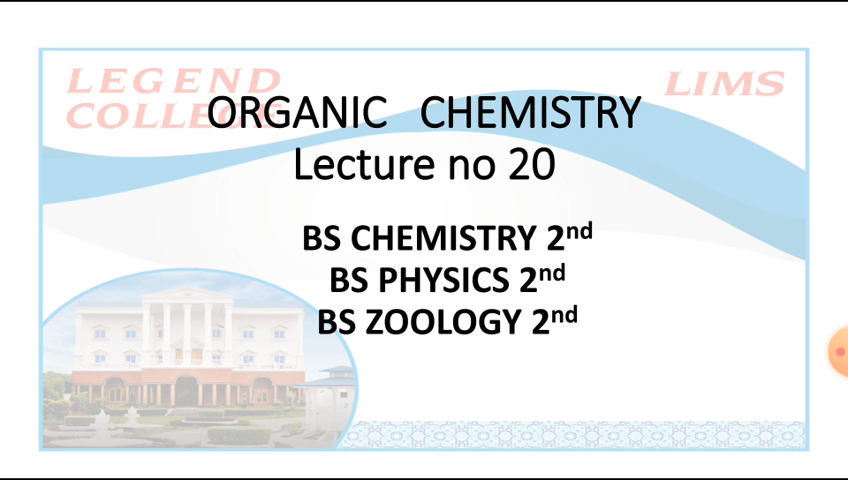 LEGEND
COLLEGE
LIMS
ORGANIC CHEMISTRY
Lecture no 20
BS CHEMISTRY 2nd
BS PHYSICS 2nd
BS ZOOLOGY 2nd